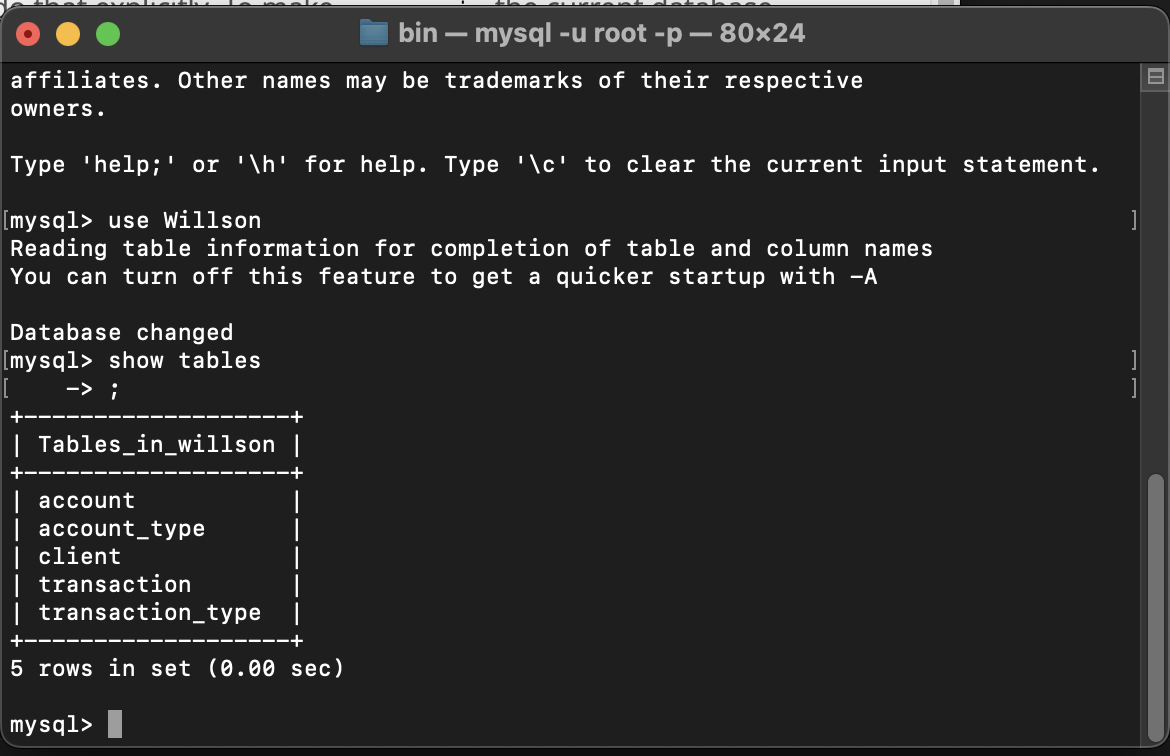 the current database
bin — mysql -u root -p — 80×24
affiliates. Other names may be trademarks of their respective
owners.
Type 'help;' or '\h' for help. Type '\c' to clear the current input statement.
[mysql> use Willson ]
Reading table information for completion of table and column names
You can turn off this feature to get a quicker startup with -A
Database changed
[mysql> show tables ]
[    -> ; ]
+-------------------+
| Tables_in_willson |
+-------------------+
| account           |
| account_type      |
| client            |
| transaction       |
| transaction_type  |
+-------------------+
5 rows in set (0.00 sec)
mysql>